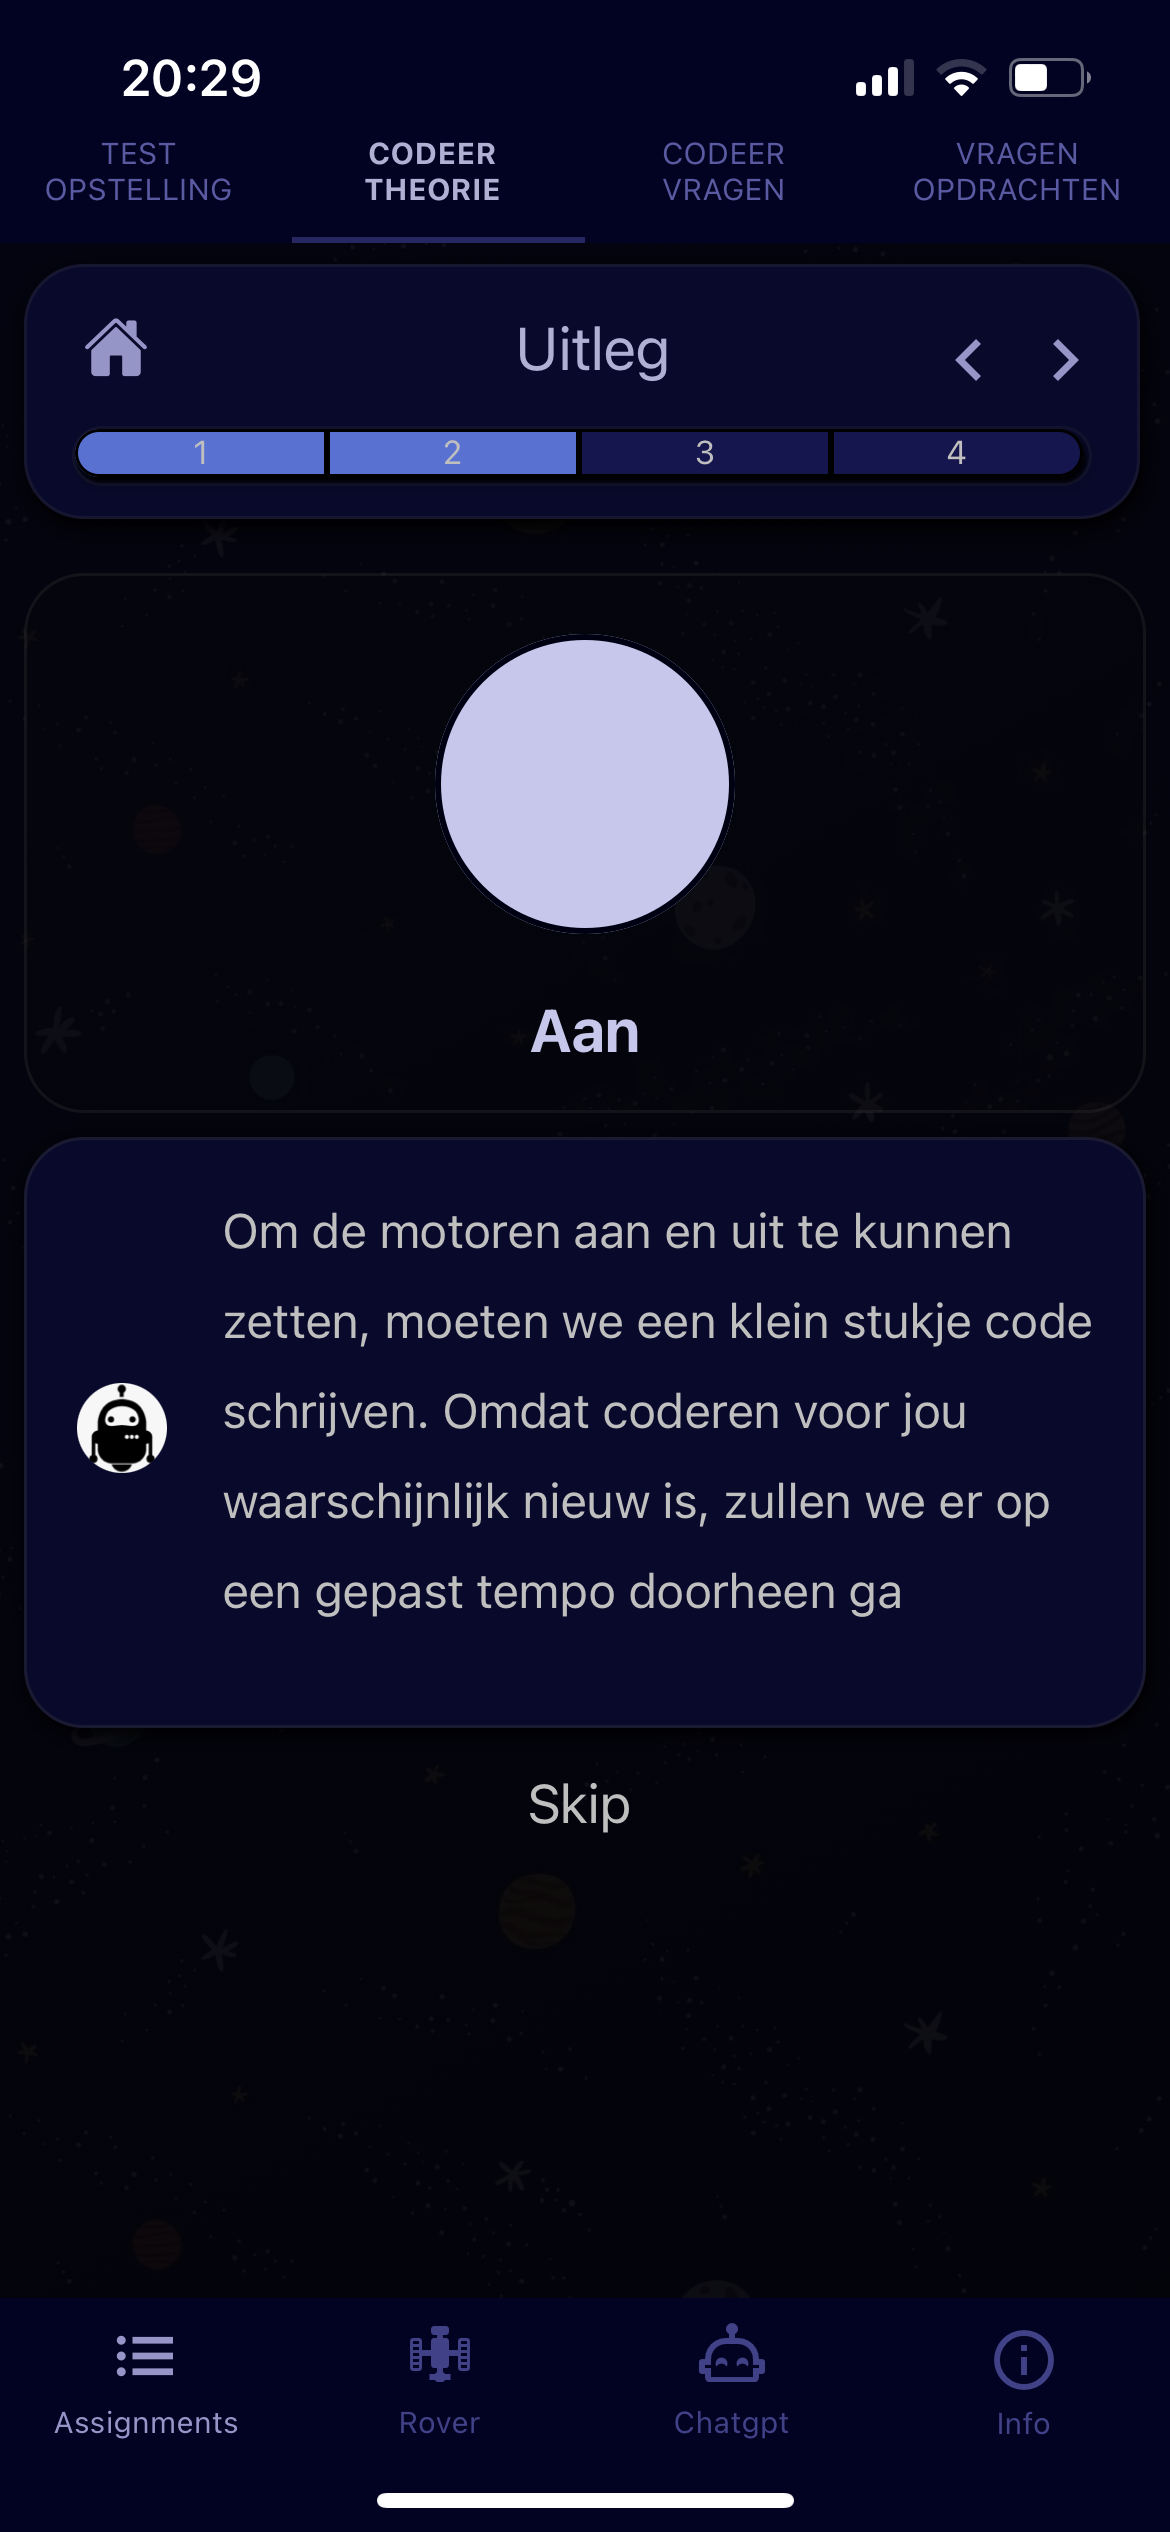 20:29
TEST
OPSTELLING
CODEER
THEORIE
CODEER
VRAGEN
VRAGEN
OPDRACHTEN
Uitleg
1 2 3 4
Aan
Om de motoren aan en uit te kunnen
zetten, moeten we een klein stukje code
schrijven. Omdat coderen voor jou
waarschijnlijk nieuw is, zullen we er op
een gepast tempo doorheen ga
Skip
Assignments Rover Chatgpt Info